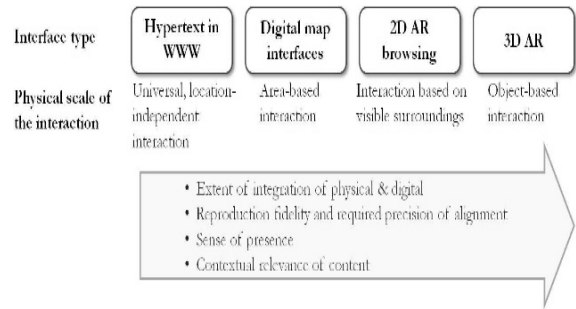 Interface type
Hypertext in
WWW
Digital map
interfaces
2D AR
browsing
3D AR
Physical scale of
the interaction
Universal, location-
independent
interaction
Area-based
interaction
Interaction based on
visible surroundings
Object-based
interaction
• Extent of integration of physical & digital
• Reproduction fidelity and required precision of alignment
• Sense of presence
• Contextual relevance of content